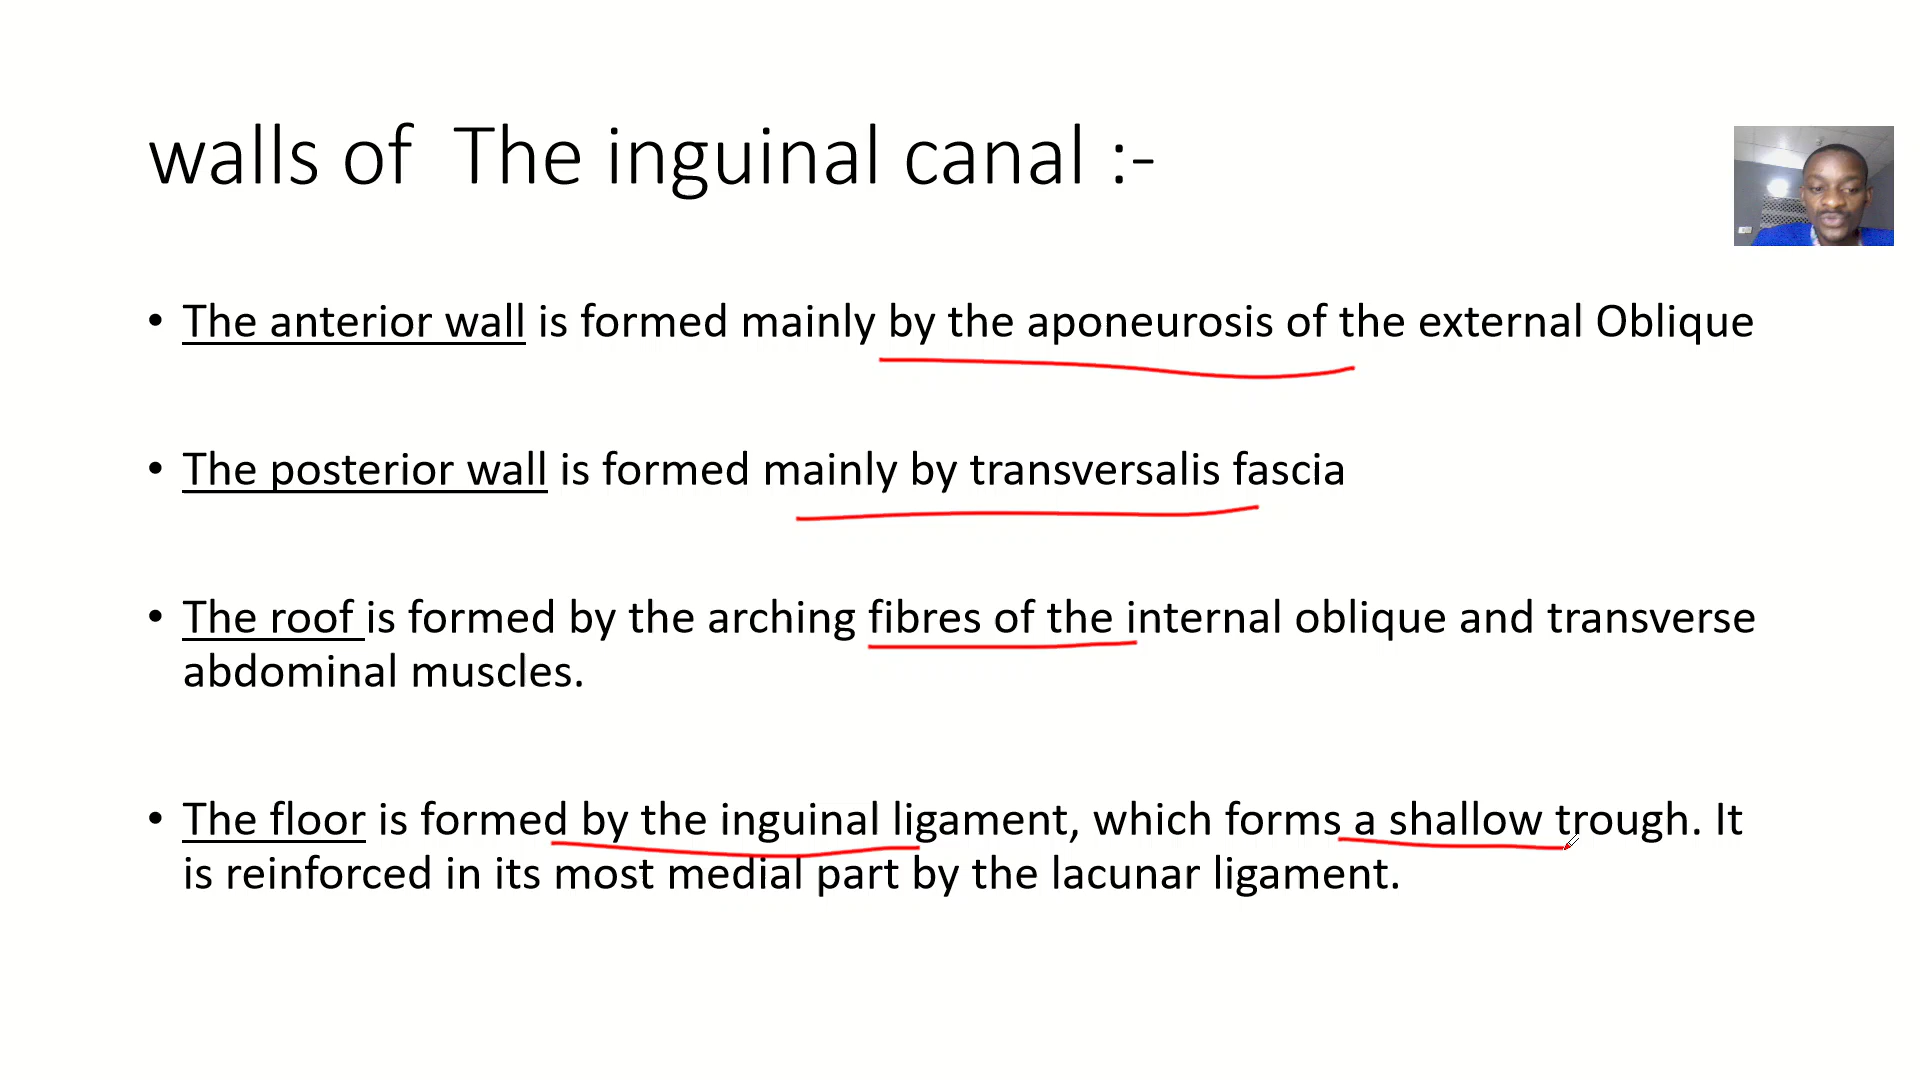 walls of The inguinal canal :-
• The anterior wall is formed mainly by the aponeurosis of the external Oblique
• The posterior wall is formed mainly by transversalis fascia
• The roof is formed by the arching fibres of the internal oblique and transverse
abdominal muscles.
• The floor is formed by the inguinal ligament, which forms a shallow trough. It
is reinforced in its most medial part by the lacunar ligament.